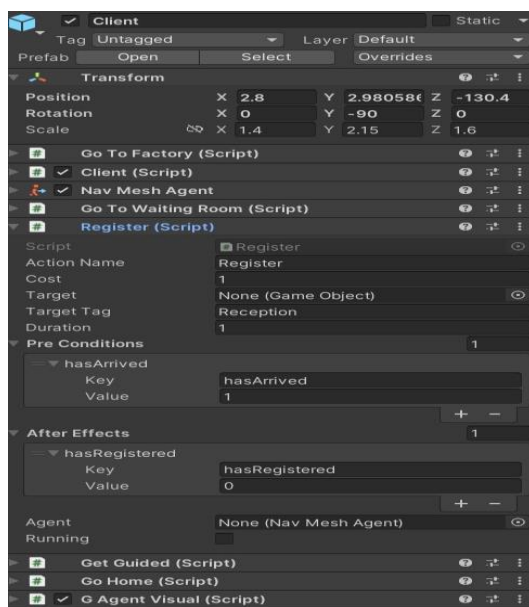 Client Static
Tag Untagged Layer Default
Prefab Open Select Overrides
Transform
Position X 2.8 Y 2.980586 Z -130.4
Rotation X 0 Y -90 Z 0
Scale X 1.4 Y 2.15 Z 1.6
# Go To Factory (Script)
# Client (Script)
Nav Mesh Agent
# Go To Waiting Room (Script)
# Register (Script)
Script # Register
Action Name Register
Cost 1
Target None (Game Object)
Target Tag Reception
Duration 1
Pre Conditions 1
= hasArrived
Key hasArrived
Value 1
+ -
After Effects 1
= hasRegistered
Key hasRegistered
Value 0
+ -
Agent None (Nav Mesh Agent)
Running
# Get Guided (Script)
# Go Home (Script)
# G Agent Visual (Script)